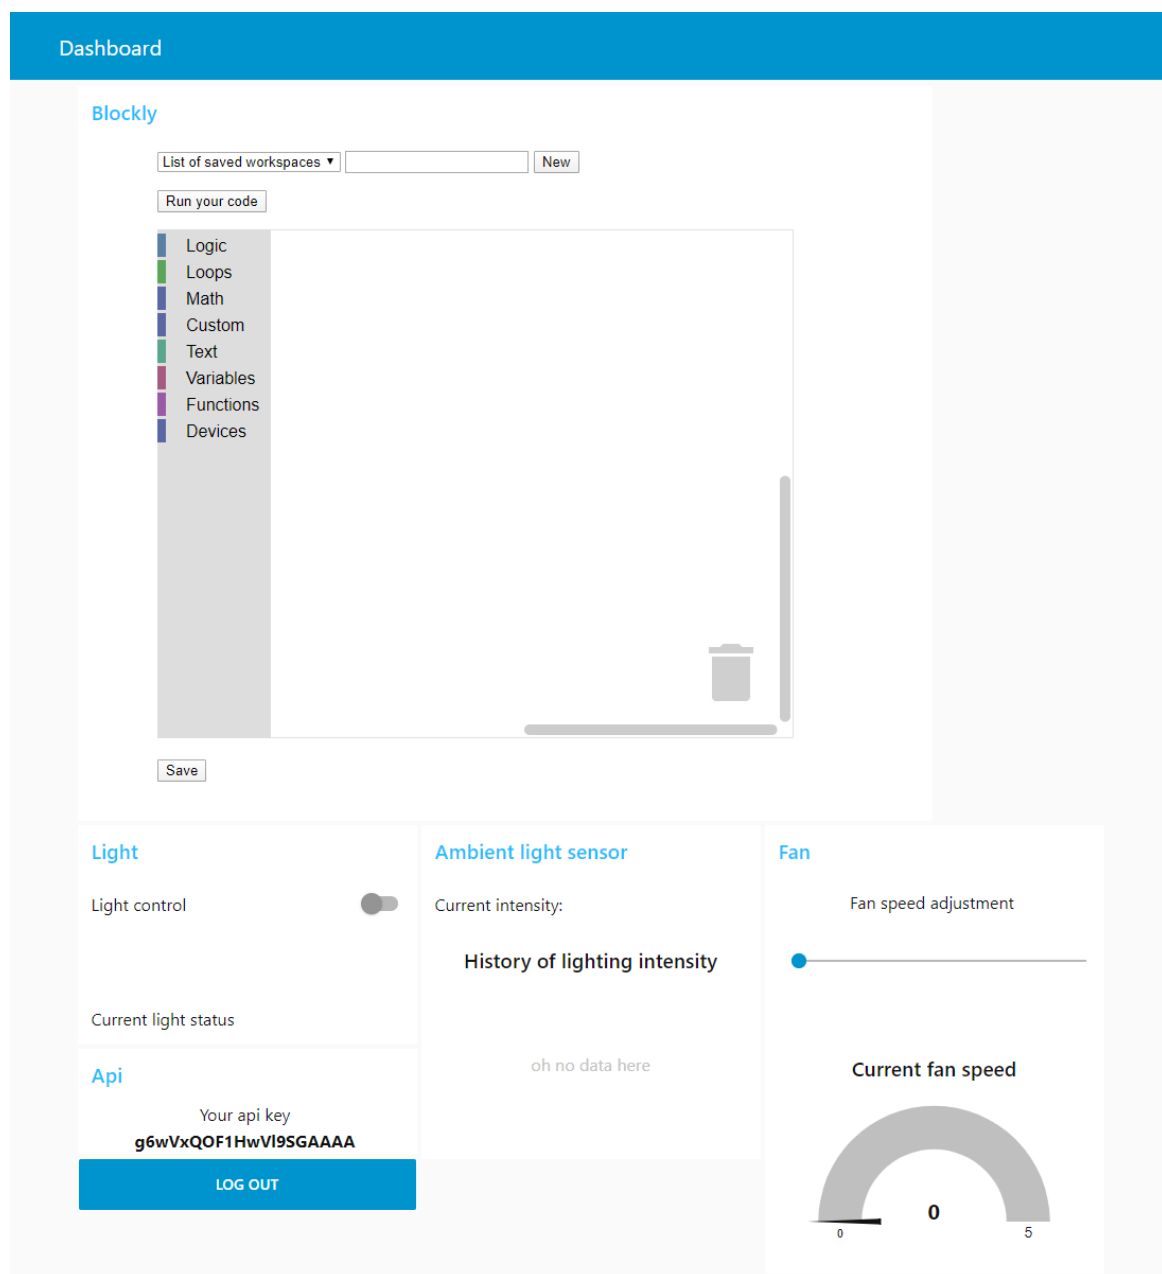 Dashboard
Blockly
List of saved workspaces
New
Run your code
Logic
Loops
Math
Custom
Text
Variables
Functions
Devices
Save
Light
Light control
Current light status
Api
Your api key
g6wVxQOF1HwVl9SGAAAA
LOG OUT
Ambient light sensor
Current intensity:
History of lighting intensity
oh no data here
Fan
Fan speed adjustment
Current fan speed
0
0 5